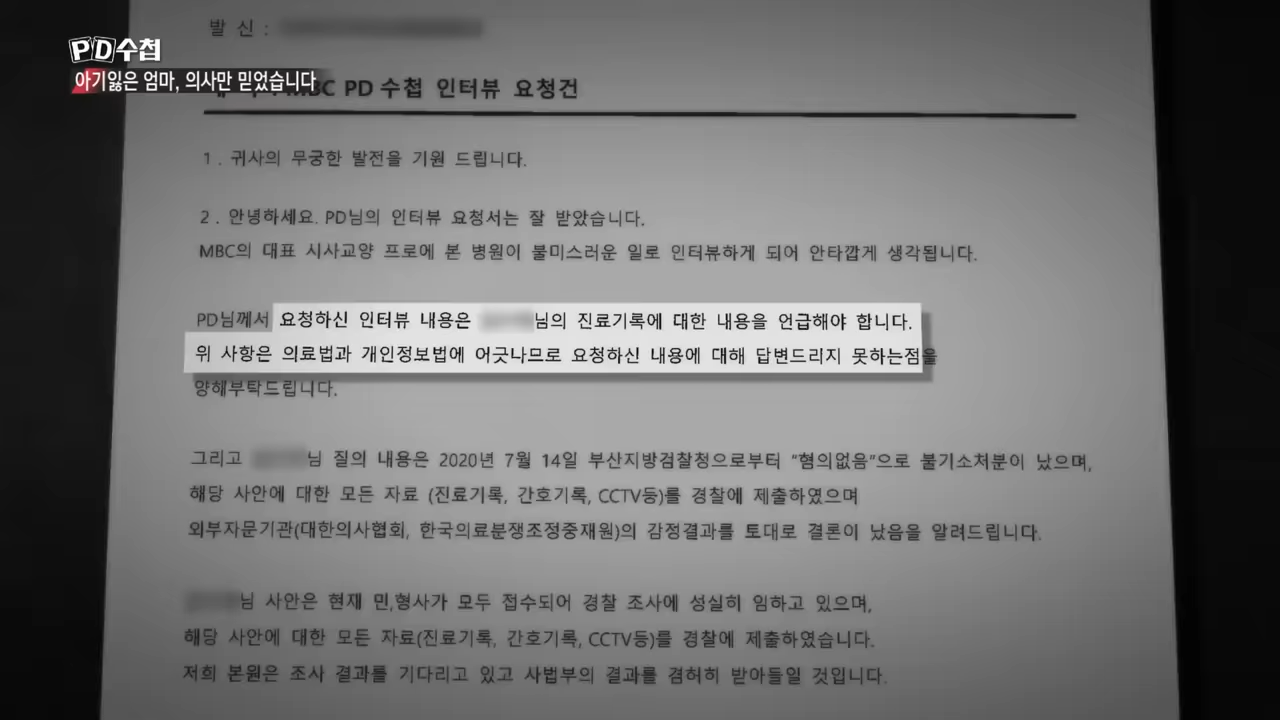 PD수첩
아기잃은 엄마, 의사만 믿었습니다
발 신 :
MBC PD수첩 인터뷰 요청건
1. 귀사의 무궁한 발전을 기원 드립니다.
2. 안녕하세요. PD님의 인터뷰 요청서는 잘 받았습니다.
MBC의 대표 시사교양 프로에 본 병원이 불미스러운 일로 인터뷰하게 되어 안타깝게 생각됩니다.
PD님께서 요청하신 인터뷰 내용은 님의 진료기록에 대한 내용을 언급해야 합니다.
위 사항은 의료법과 개인정보법에 어긋나므로 요청하신 내용에 대해 답변드리지 못하는점을
양해부탁드립니다.
그리고 님 질의 내용은 2020년 7월 14일 부산지방검찰청으로부터 "혐의없음"으로 불기소처분이 났으며,
해당 사안에 대한 모든 자료 (진료기록, 간호기록, CCTV등)를 경찰에 제출하였으며
외부자문기관(대한의사협회, 한국의료분쟁조정중재원)의 감정결과를 토대로 결론이 났음을 알려드립니다.
님 사안은 현재 민,형사가 모두 접수되어 경찰 조사에 성실히 임하고 있으며,
해당 사안에 대한 모든 자료(진료기록, 간호기록, CCTV등)를 경찰에 제출하였습니다.
저희 본원은 조사 결과를 기다리고 있고 사법부의 결과를 겸허히 받아들일 것입니다.